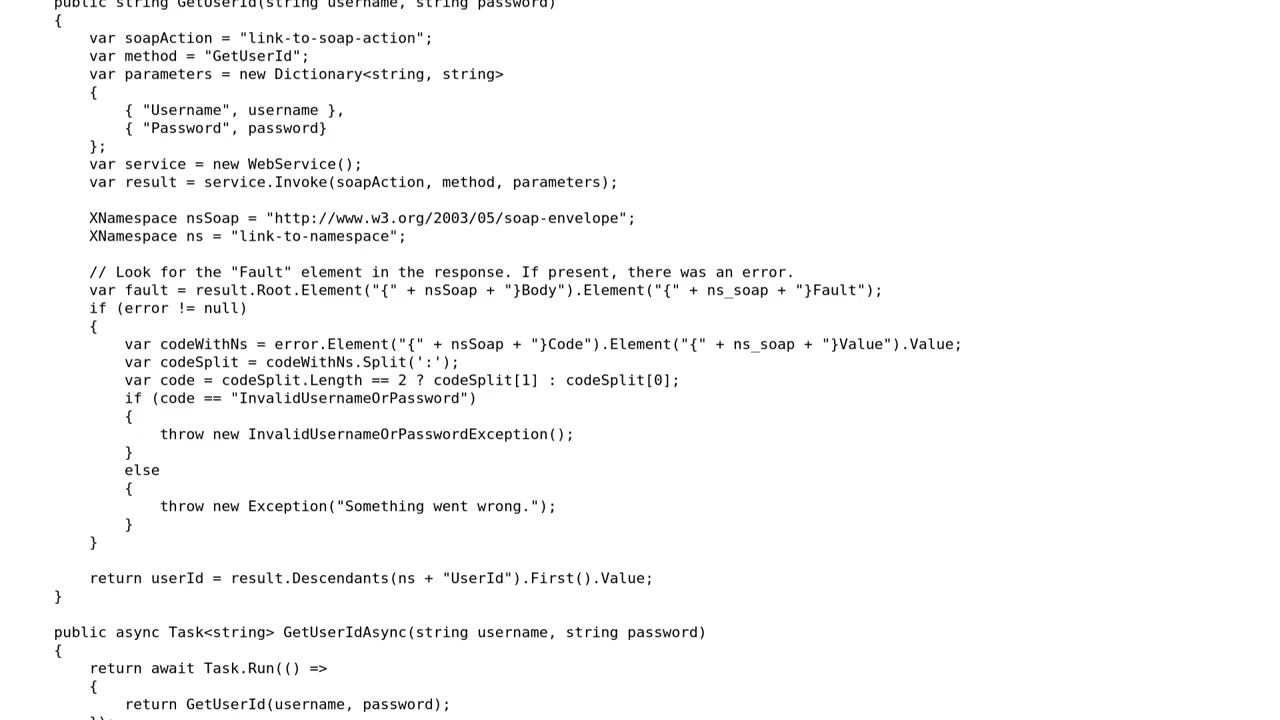 public string GetUserId(string username, string password)
{
    var soapAction = "link-to-soap-action";
    var method = "GetUserId";
    var parameters = new Dictionary<string, string>
    {
        { "Username", username },
        { "Password", password}
    };
    var service = new WebService();
    var result = service.Invoke(soapAction, method, parameters);

    XNamespace nsSoap = "http://www.w3.org/2003/05/soap-envelope";
    XNamespace ns = "link-to-namespace";

    // Look for the "Fault" element in the response. If present, there was an error.
    var fault = result.Root.Element("{" + nsSoap + "}Body").Element("{" + ns_soap + "}Fault");
    if (error != null)
    {
        var codeWithNs = error.Element("{" + nsSoap + "}Code").Element("{" + ns_soap + "}Value").Value;
        var codeSplit = codeWithNs.Split(':');
        var code = codeSplit.Length == 2 ? codeSplit[1] : codeSplit[0];
        if (code == "InvalidUsernameOrPassword")
        {
            throw new InvalidUsernameOrPasswordException();
        }
        else
        {
            throw new Exception("Something went wrong.");
        }
    }

    return userId = result.Descendants(ns + "UserId").First().Value;
}

public async Task<string> GetUserIdAsync(string username, string password)
{
    return await Task.Run(() =>
    {
        return GetUserId(username, password);
    });